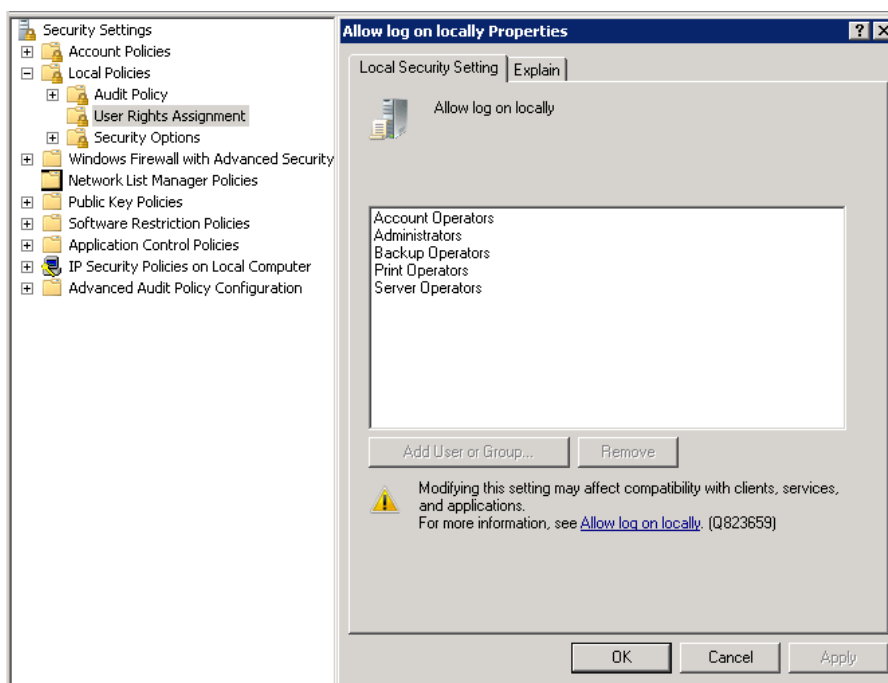 Security Settings
Account Policies
Local Policies
Audit Policy
User Rights Assignment
Security Options
Windows Firewall with Advanced Security
Network List Manager Policies
Public Key Policies
Software Restriction Policies
Application Control Policies
IP Security Policies on Local Computer
Advanced Audit Policy Configuration
Allow log on locally Properties
Local Security Setting
Explain
Allow log on locally
Account Operators
Administrators
Backup Operators
Print Operators
Server Operators
Add User or Group...
Remove
Modifying this setting may affect compatibility with clients, services,
and applications.
For more information, see Allow log on locally. (Q823659)
OK
Cancel
Apply